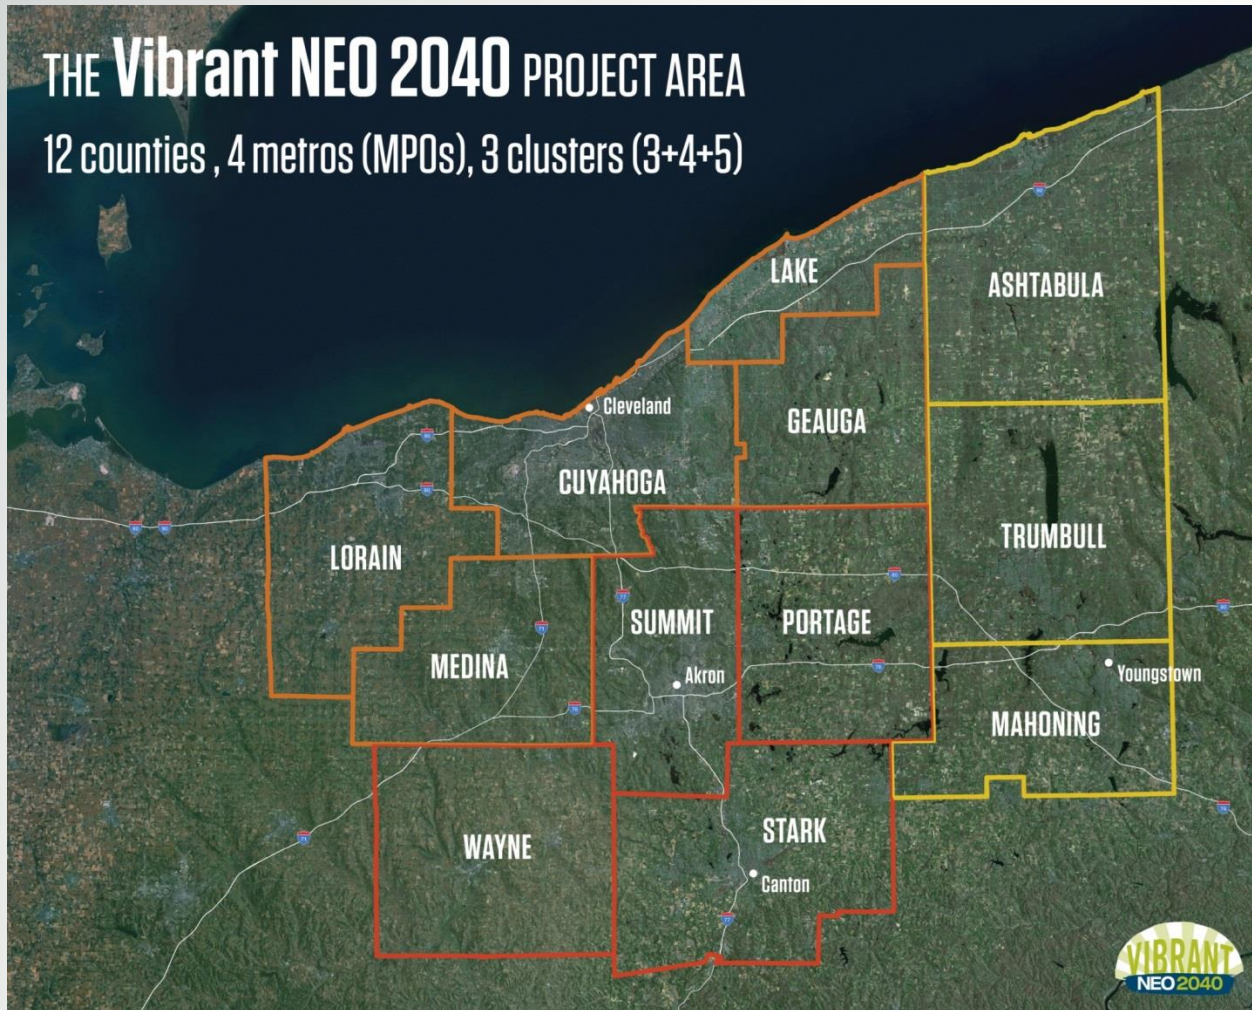 THE Vibrant NEO 2040 PROJECT AREA
12 counties , 4 metros (MPOs), 3 clusters (3+4+5)
LAKE
ASHTABULA
Cleveland
GEAUGA
CUYAHOGA
LORAIN
TRUMBULL
SUMMIT
PORTAGE
MEDINA
Akron
Youngstown
MAHONING
WAYNE
STARK
Canton
VIBRANT
NEO 2040